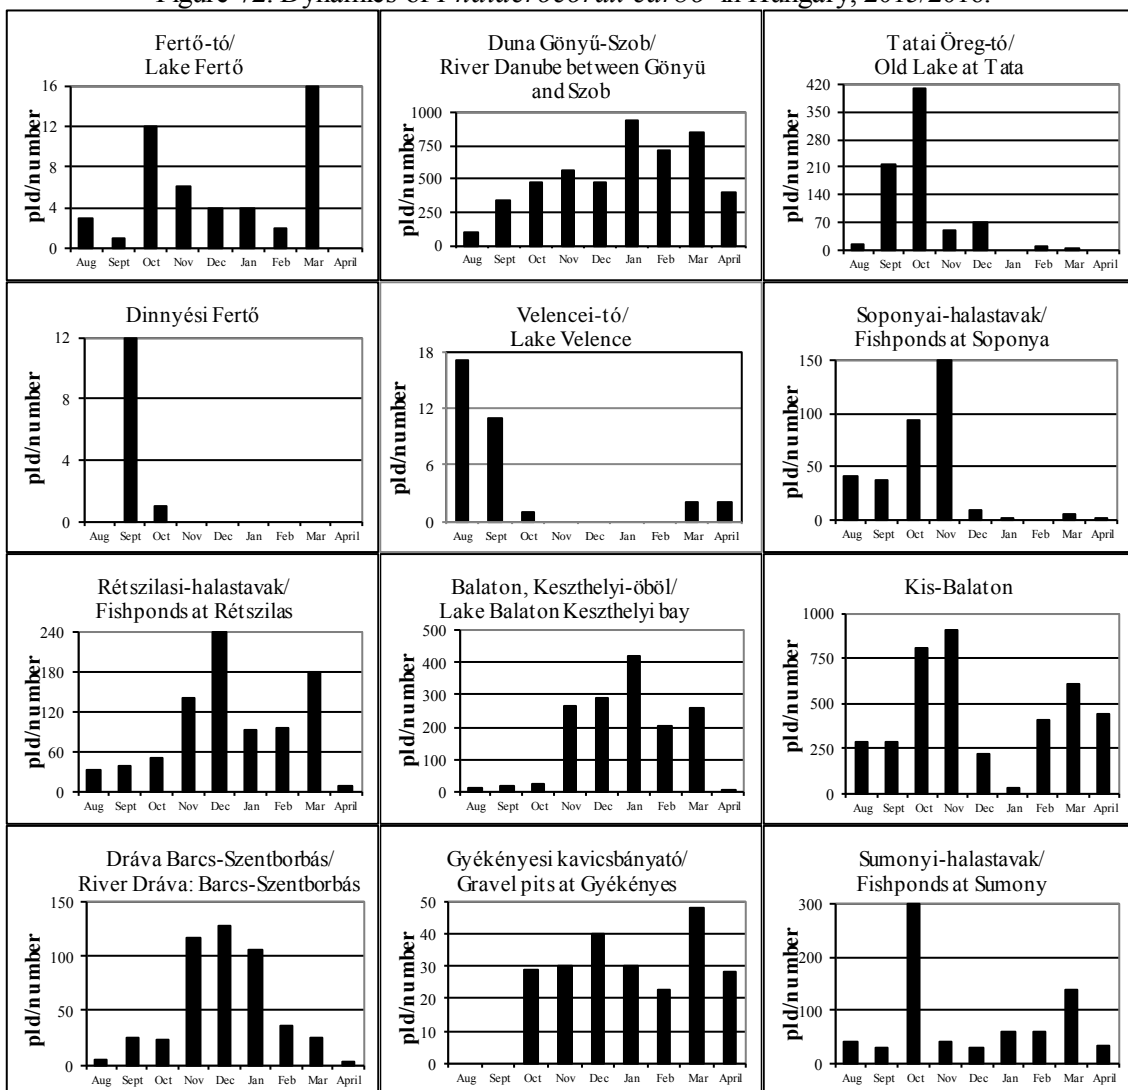 Figure 72. Dynamics of Phalacrocorax carbo in Hungary, 2015/2016.
Fertő-tó/
Lake Fertő
pld/number
16
12
8
4
0
Aug Sept Oct Nov Dec Jan Feb Mar April
Duna Gönyű-Szob/
River Danube between Gönyü
and Szob
pld/number
1000
750
500
250
0
Aug Sept Oct Nov Dec Jan Feb Mar April
Tatai Öreg-tó/
Old Lake at Tata
pld/number
420
350
280
210
140
70
0
Aug Sept Oct Nov Dec Jan Feb Mar April
Dinnyési Fertő
pld/number
12
8
4
0
Aug Sept Oct Nov Dec Jan Feb Mar April
Velencei-tó/
Lake Velence
pld/number
18
12
6
0
Aug Sept Oct Nov Dec Jan Feb Mar April
Soponyai-halastavak/
Fishponds at Soponya
pld/number
150
100
50
0
Aug Sept Oct Nov Dec Jan Feb Mar April
Rétszilasi-halastavak/
Fishponds at Rétszilas
pld/number
240
180
120
60
0
Aug Sept Oct Nov Dec Jan Feb Mar April
Balaton, Keszthelyi-öböl/
Lake Balaton Keszthelyi bay
pld/number
500
400
300
200
100
0
Aug Sept Oct Nov Dec Jan Feb Mar April
Kis-Balaton
pld/number
1000
750
500
250
0
Aug Sept Oct Nov Dec Jan Feb Mar April
Dráva Barcs-Szentborbás/
River Dráva: Barcs-Szentborbás
pld/number
150
100
50
0
Aug Sept Oct Nov Dec Jan Feb Mar April
Gyékényesi kavicsbányató/
Gravel pits at Gyékényes
pld/number
50
40
30
20
10
0
Aug Sept Oct Nov Dec Jan Feb Mar April
Sumonyi-halastavak/
Fishponds at Sumony
pld/number
300
200
100
0
Aug Sept Oct Nov Dec Jan Feb Mar April